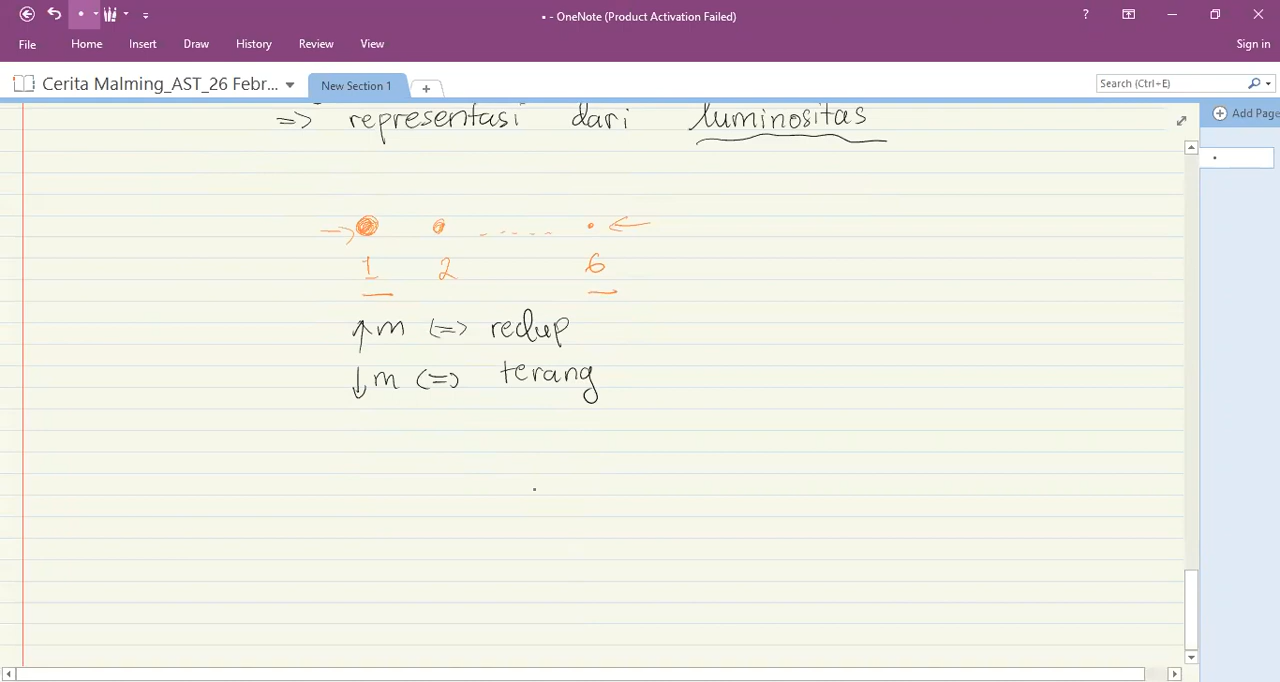 - OneNote (Product Activation Failed)
?
File Home Insert Draw History Review View Sign in
Cerita Malming_AST_26 Febr... New Section 1 + Search (Ctrl+E)
Add Page
=> representasi dari luminositas
1 2 ...... 6
↑m <=> redup
↓m <=> terang